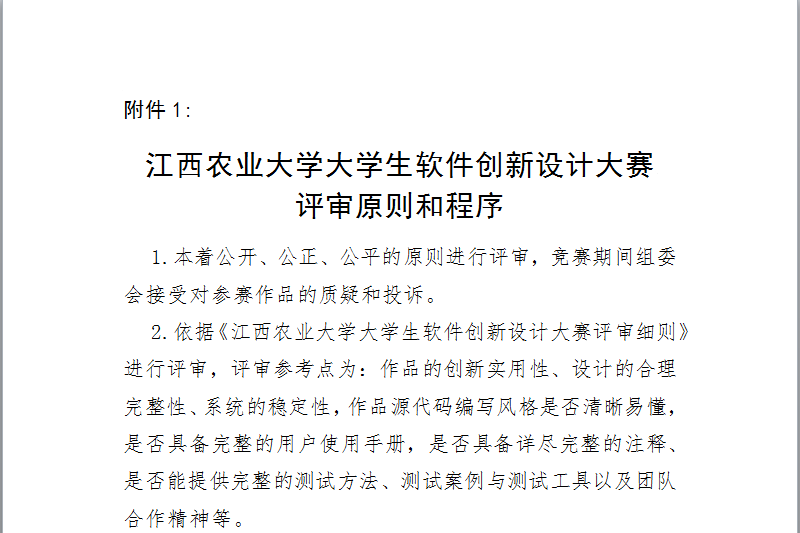 附件 1:
江西农业大学大学生软件创新设计大赛
评审原则和程序
1.本着公开、公正、公平的原则进行评审，竞赛期间组委
会接受对参赛作品的质疑和投诉。
2.依据《江西农业大学大学生软件创新设计大赛评审细则》
进行评审，评审参考点为：作品的创新实用性、设计的合理
完整性、系统的稳定性，作品源代码编写风格是否清晰易懂，
是否具备完整的用户使用手册，是否具备详尽完整的注释、
是否能提供完整的测试方法、测试案例与测试工具以及团队
合作精神等。